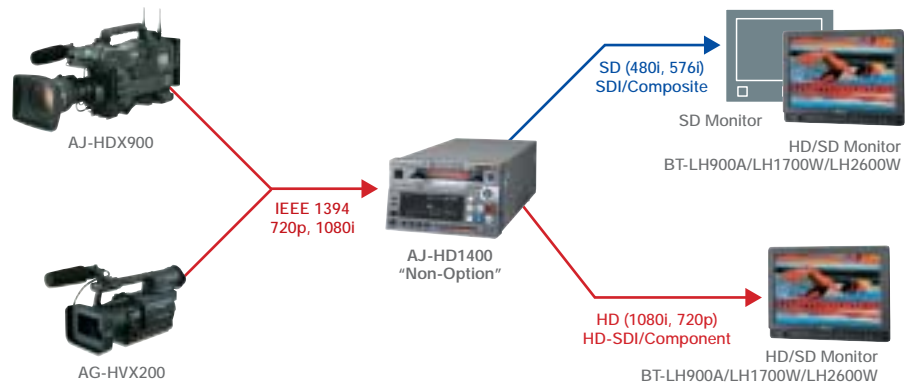 AJ-HDX900
SD (480i, 576i)
SDI/Composite
SD Monitor
HD/SD Monitor
BT-LH900A/LH1700W/LH2600W
IEEE 1394
720p, 1080i
AJ-HD1400
“Non-Option”
AG-HVX200
HD (1080i, 720p)
HD-SDI/Component
HD/SD Monitor
BT-LH900A/LH1700W/LH2600W